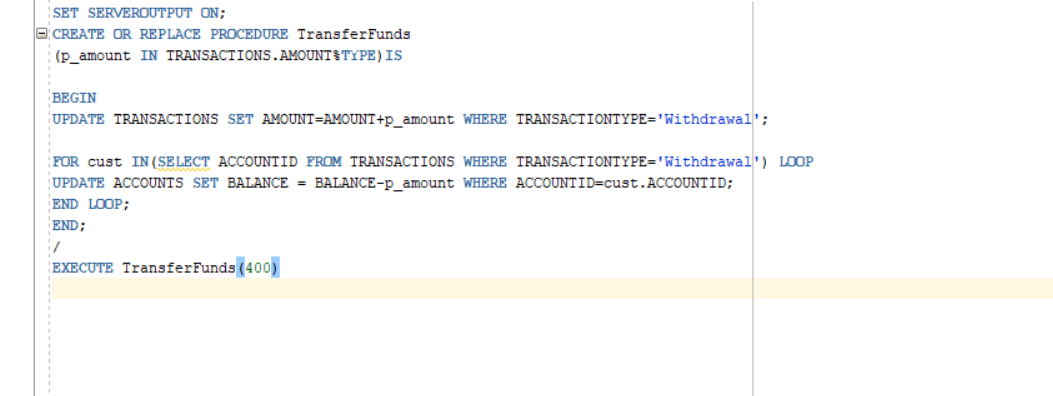 SET SERVEROUTPUT ON;
CREATE OR REPLACE PROCEDURE TransferFunds
(p_amount IN TRANSACTIONS.AMOUNT%TYPE)IS
BEGIN
UPDATE TRANSACTIONS SET AMOUNT=AMOUNT+p_amount WHERE TRANSACTIONTYPE='Withdrawal';
FOR cust IN(SELECT ACCOUNTID FROM TRANSACTIONS WHERE TRANSACTIONTYPE='Withdrawal') LOOP
UPDATE ACCOUNTS SET BALANCE = BALANCE-p_amount WHERE ACCOUNTID=cust.ACCOUNTID;
END LOOP;
END;
/
EXECUTE TransferFunds(400)